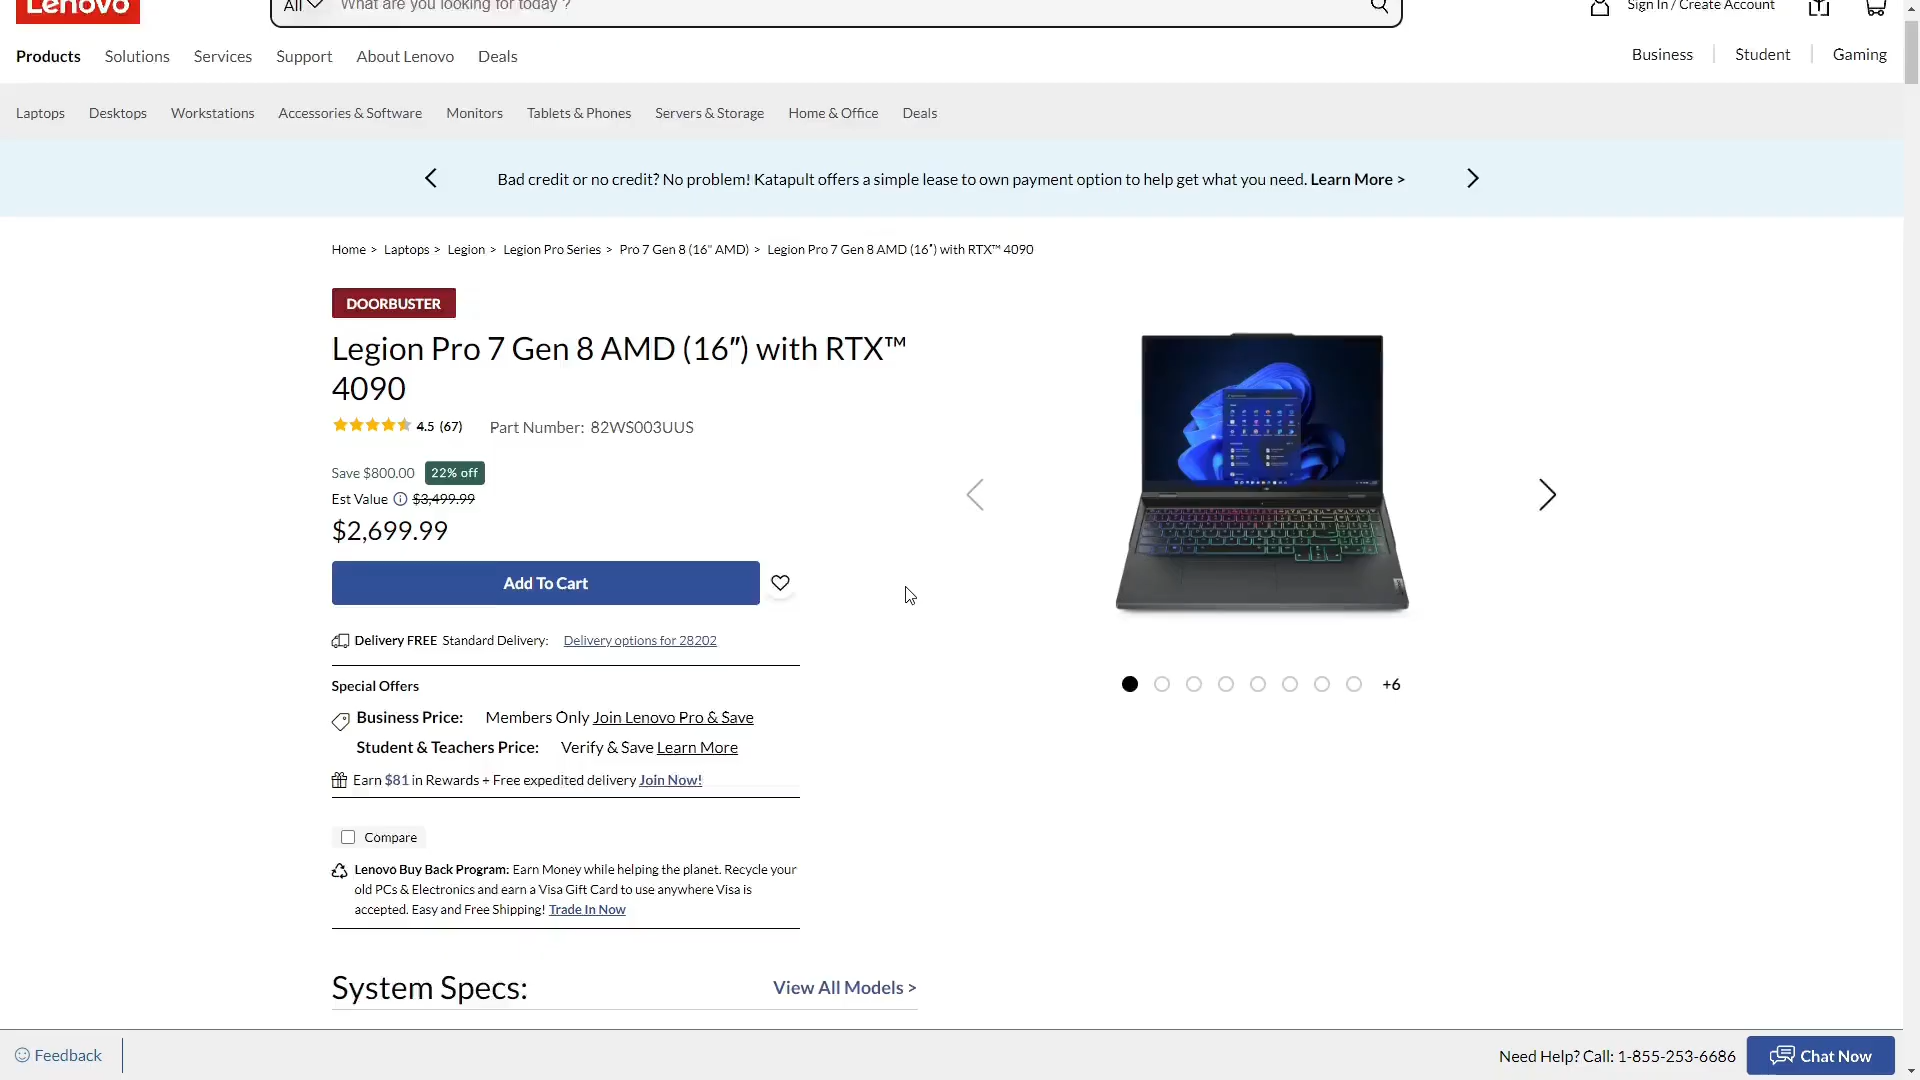 Lenovo
All
What are you looking for today ?
Sign In / Create Account
Products Solutions Services Support About Lenovo Deals
Business Student Gaming
Laptops Desktops Workstations Accessories & Software Monitors Tablets & Phones Servers & Storage Home & Office Deals
Bad credit or no credit? No problem! Katapult offers a simple lease to own payment option to help get what you need. Learn More >
Home > Laptops > Legion > Legion Pro Series > Pro 7 Gen 8 (16" AMD) > Legion Pro 7 Gen 8 AMD (16″) with RTX™ 4090
DOORBUSTER
Legion Pro 7 Gen 8 AMD (16″) with RTX™
4090
4.5 (67) Part Number: 82WS003UUS
Save $800.00 22% off
Est Value $3,499.99
$2,699.99
Add To Cart
Delivery FREE Standard Delivery: Delivery options for 28202
Special Offers
Business Price: Members Only Join Lenovo Pro & Save
Student & Teachers Price: Verify & Save Learn More
Earn $81 in Rewards + Free expedited delivery Join Now!
Compare
Lenovo Buy Back Program: Earn Money while helping the planet. Recycle your
old PCs & Electronics and earn a Visa Gift Card to use anywhere Visa is
accepted. Easy and Free Shipping! Trade In Now
+6
System Specs: View All Models >
Feedback
Need Help? Call: 1-855-253-6686 Chat Now